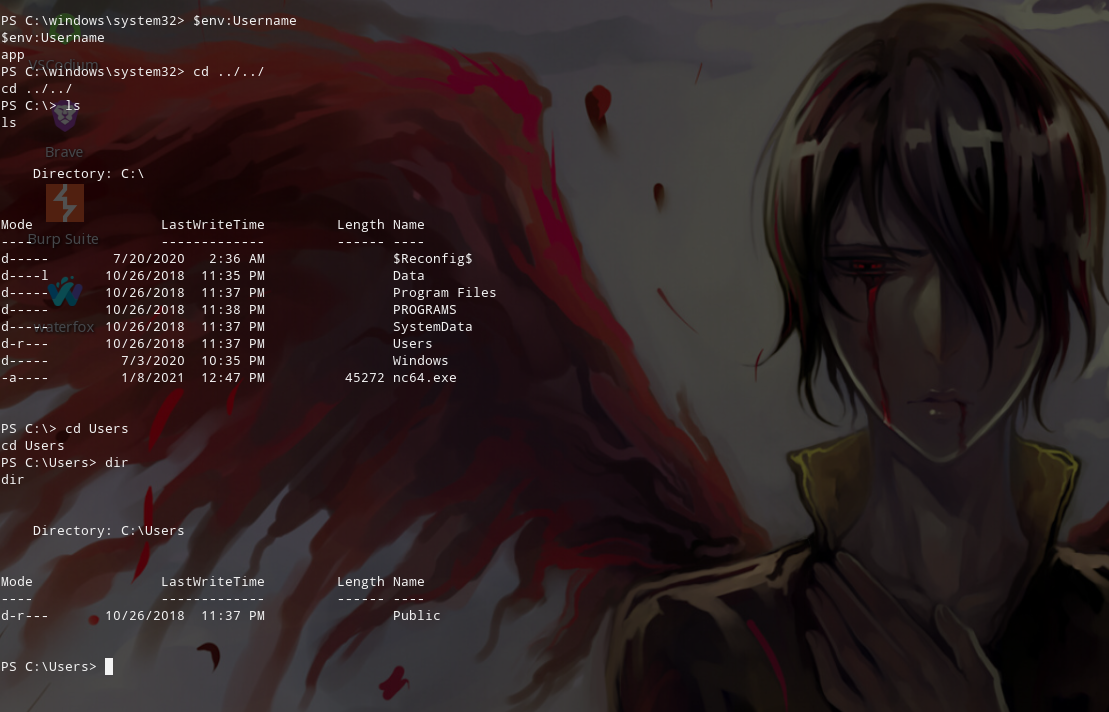 PS C:\windows\system32> $env:Username
$env:Username
app
VSCodium
PS C:\windows\system32> cd ../../
cd ../../
PS C:\> ls
ls
Brave
    Directory: C:\
Mode                LastWriteTime         Length Name
----                -------------         ------ ----
Burp Suite
d-----        7/20/2020   2:36 AM                $Reconfig$
d----l       10/26/2018  11:35 PM                Data
d-----       10/26/2018  11:37 PM                Program Files
d-----       10/26/2018  11:38 PM                PROGRAMS
d-----       10/26/2018  11:37 PM                SystemData
waterfox
d-r---       10/26/2018  11:37 PM                Users
d-----         7/3/2020  10:35 PM                Windows
-a----         1/8/2021  12:47 PM          45272 nc64.exe
PS C:\> cd Users
cd Users
PS C:\Users> dir
dir
    Directory: C:\Users
Mode                LastWriteTime         Length Name
----                -------------         ------ ----
d-r---       10/26/2018  11:37 PM                Public
PS C:\Users>